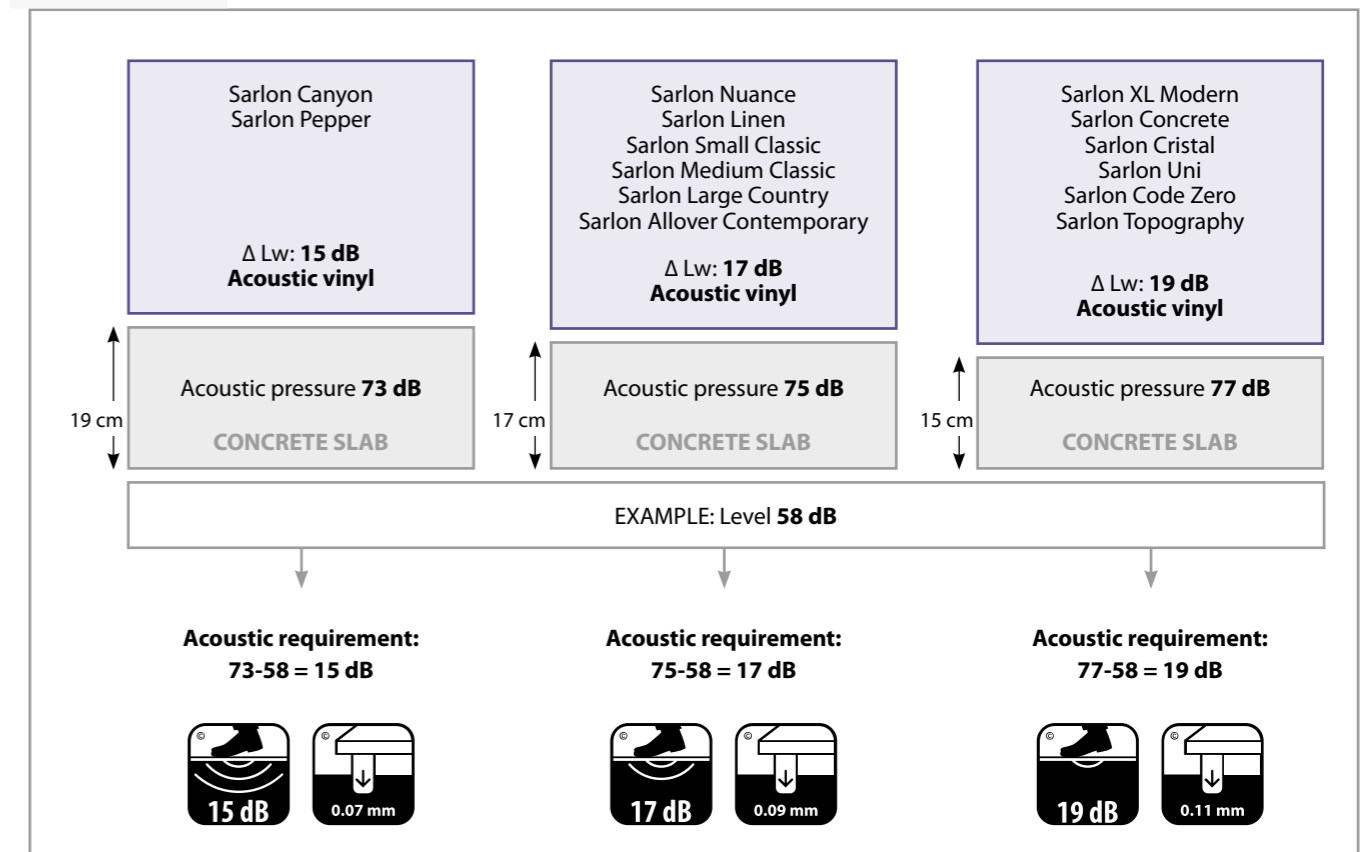 Sarlon Canyon
Sarlon Pepper
Δ Lw: 15 dB
Acoustic vinyl
Sarlon Nuance
Sarlon Linen
Sarlon Small Classic
Sarlon Medium Classic
Sarlon Large Country
Sarlon Allover Contemporary
Δ Lw: 17 dB
Acoustic vinyl
Sarlon XL Modern
Sarlon Concrete
Sarlon Cristal
Sarlon Uni
Sarlon Code Zero
Sarlon Topography
Δ Lw: 19 dB
Acoustic vinyl
19 cm
Acoustic pressure 73 dB
CONCRETE SLAB
17 cm
Acoustic pressure 75 dB
CONCRETE SLAB
15 cm
Acoustic pressure 77 dB
CONCRETE SLAB
EXAMPLE: Level 58 dB
Acoustic requirement:
73-58 = 15 dB
Acoustic requirement:
75-58 = 17 dB
Acoustic requirement:
77-58 = 19 dB
©
15 dB
©
0.07 mm
©
17 dB
©
0.09 mm
©
19 dB
©
0.11 mm